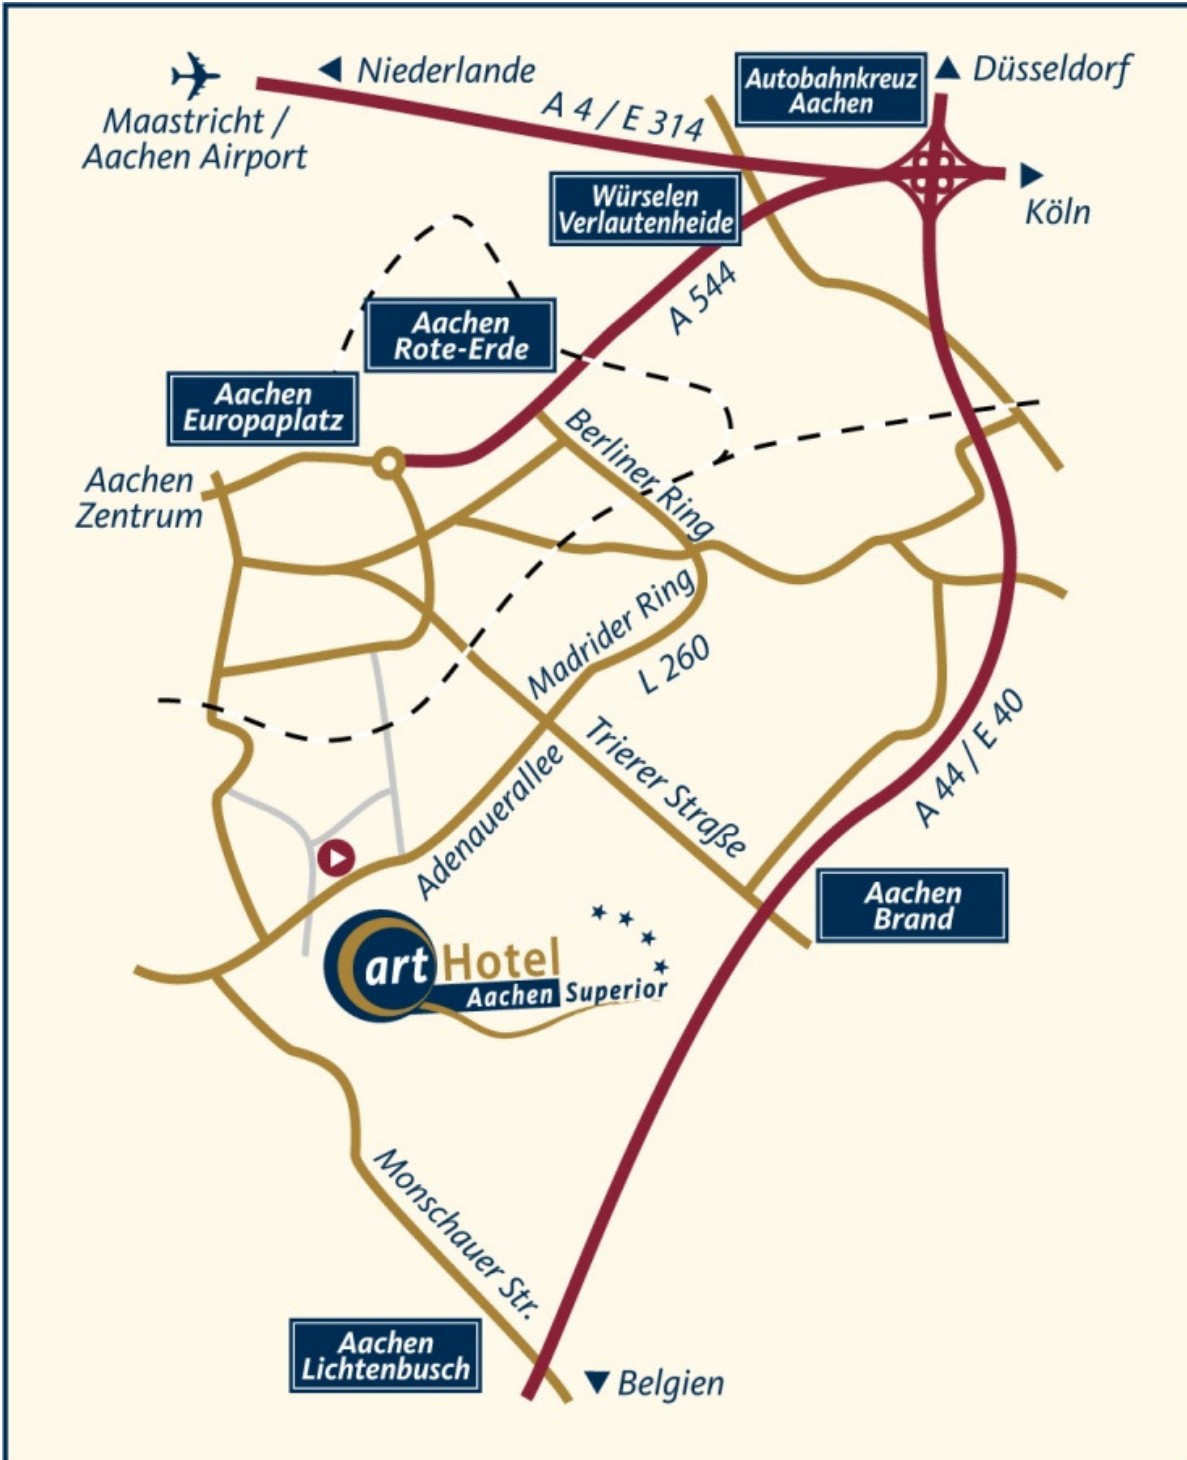 Niederlande
Maastricht /
Aachen Airport
A 4 / E 314
Autobahnkreuz
Aachen
Düsseldorf
Köln
Würselen
Verlautenheide
A 544
Aachen
Rote-Erde
Aachen
Europaplatz
Aachen
Zentrum
Berliner Ring
Madrider Ring
L 260
Trierer Straße
Adenauerallee
A 44 / E 40
Aachen
Brand
art Hotel
Aachen Superior
Monschauer Str.
Aachen
Lichtenbusch
Belgien